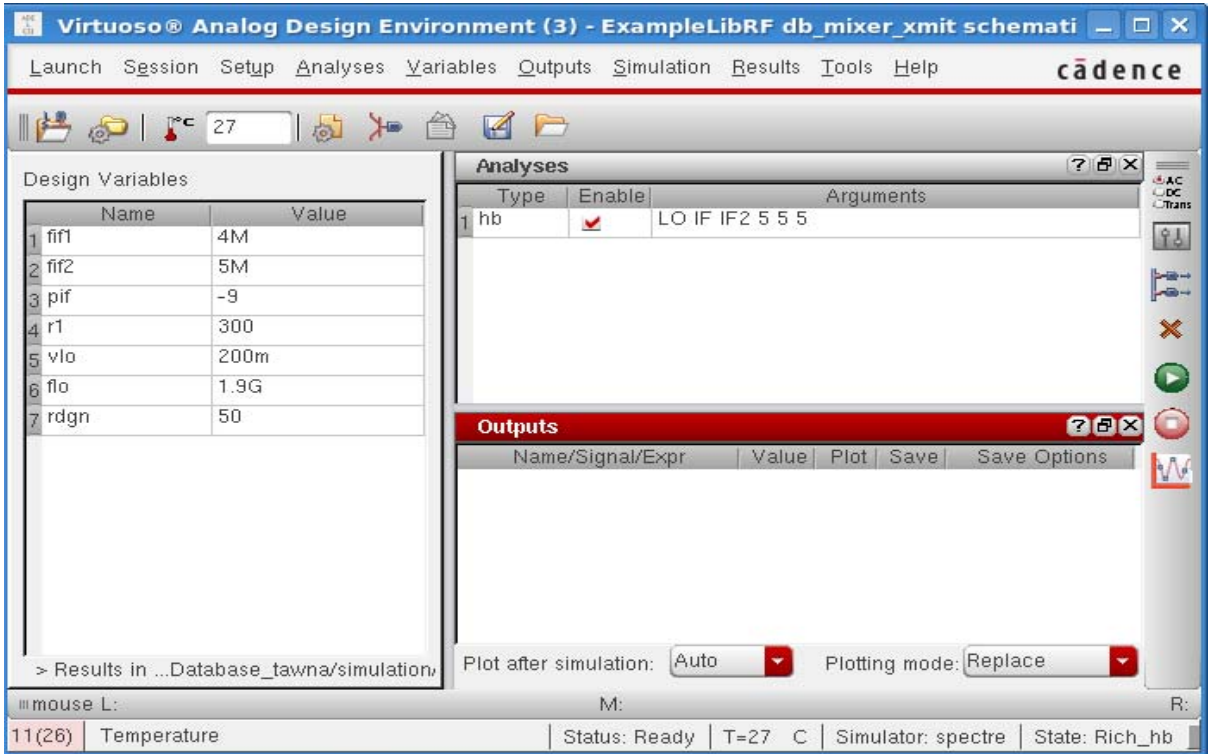 Virtuoso® Analog Design Environment (3) - ExampleLibRF db_mixer_xmit schemati
Launch Session Setup Analyses Variables Outputs Simulation Results Tools Help cādence
°C 27
Design Variables
Name Value
1 fif1 4M
2 fif2 5M
3 pif -9
4 r1 300
5 vlo 200m
6 flo 1.9G
7 rdgn 50
> Results in ...Database_tawna/simulation/
Analyses
Type Enable Arguments
1 hb LO IF IF2 5 5 5
Outputs
Name/Signal/Expr Value Plot Save Save Options
Plot after simulation: Auto Plotting mode: Replace
AC
DC
Trans
mouse L: M: R:
11(26) Temperature Status: Ready T=27 C Simulator: spectre State: Rich_hb